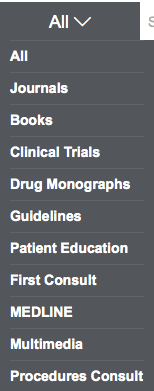 All
All
Journals
Books
Clinical Trials
Drug Monographs
Guidelines
Patient Education
First Consult
MEDLINE
Multimedia
Procedures Consult